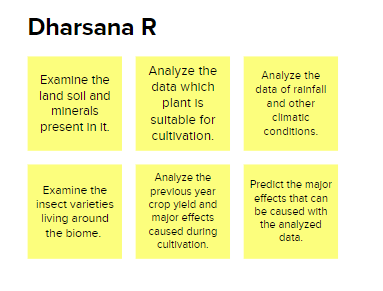 Dharsana R
Examine the
land soil and
minerals
present in it.
Analyze the
data which
plant is
suitable for
cultivation.
Analyze the
data of rainfall
and other
climatic
conditions.
Examine the
insect varieties
living around
the biome.
Analyze the
previous year
crop yield and
major effects
caused during
cultivation.
Predict the major
effects that can
be caused with
the analyzed
data.